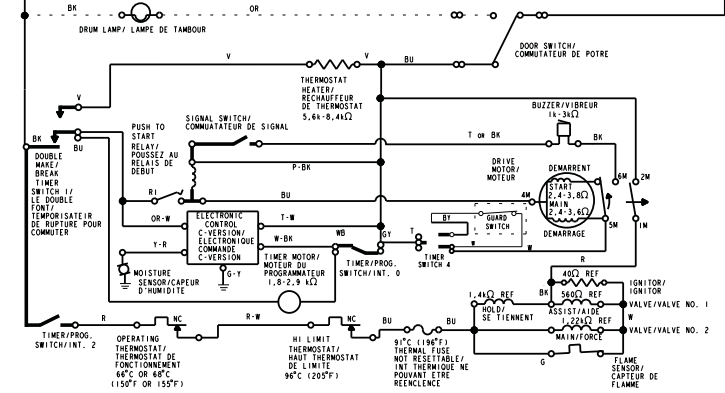 BK
OR
DRUM LAMP/ LAMPE DE TAMBOUR
DOOR SWITCH/
COMMUTATEUR DE POTRE
V
V
BU
THERMOSTAT
HEATER/
RECHAUFFEUR
DE THERMOSTAT
5,6k-8,4kΩ
V
BK
BU
DOUBLE
MAKE/
BREAK
TIMER
SWITCH 1/
LE DOUBLE
FONT/
TEMPORISATEIR
DE RUPTURE POUR
COMMUTER
PUSH TO
START
RELAY/
POUSSEZ AU
RELAIS DE
DEBUT
SIGNAL SWITCH/
COMMUATATEUR DE SIGNAL
BUZZER/VIBREUR
1k-3kΩ
T OR BK
BK
P-BK
DRIVE
MOTOR/
MOTEUR
DEMARRENT
6M
2M
R1
BU
4M
START
2,4-3,8Ω
MAIN
2,4-3,6Ω
DEMARRAGE
5M
1M
OR-W
ELECTRONIC
CONTROL
C-VERSION/
ELECTRONIQUE
COMMANDE
C-VERSION
T-W
BY
GUARD
SWITCH
Y-R
W-BK
WB
GY
T
W
W
G-Y
MOISTURE
SENSOR/CAPEUR
D'HUMIDITE
TIMER MOTOR/
MOTEUR DU
PROGRAMMATEUR
1,8-2,9 kΩ
TIMER/PROG.
SWITCH/INT. 0
TIMER
SWITCH 4
R
40Ω REF
IGNITOR/
IGNITOR
1,4kΩ REF
HOLD/
SE TIENNENT
BK
560Ω REF
ASSIST/AIDE
VALVE/VALVE NO. 1
W
1,22kΩ REF
MAIN/FORCE
VALVE/VALVE NO. 2
R
NC
R-W
NC
BU
BU
TIMER/PROG.
SWITCH/INT. 2
OPERATING
THERMOSTAT/
THERMOSTAT DE
FONCTIONNEMENT
66°C OR 68°C
(150°F OR 155°F)
HI LIMIT
THERMOSTAT/
HAUT THERMOSTAT
DE LIMITE
96°C (205°F)
91°C (196°F)
THERMAL FUSE
NOT RESETTABLE/
INT THERMIQUE NE
POUVANT ETRE
REENCLENCE
G
FLAME
SENSOR/
CAPTEUR DE
FLAMME